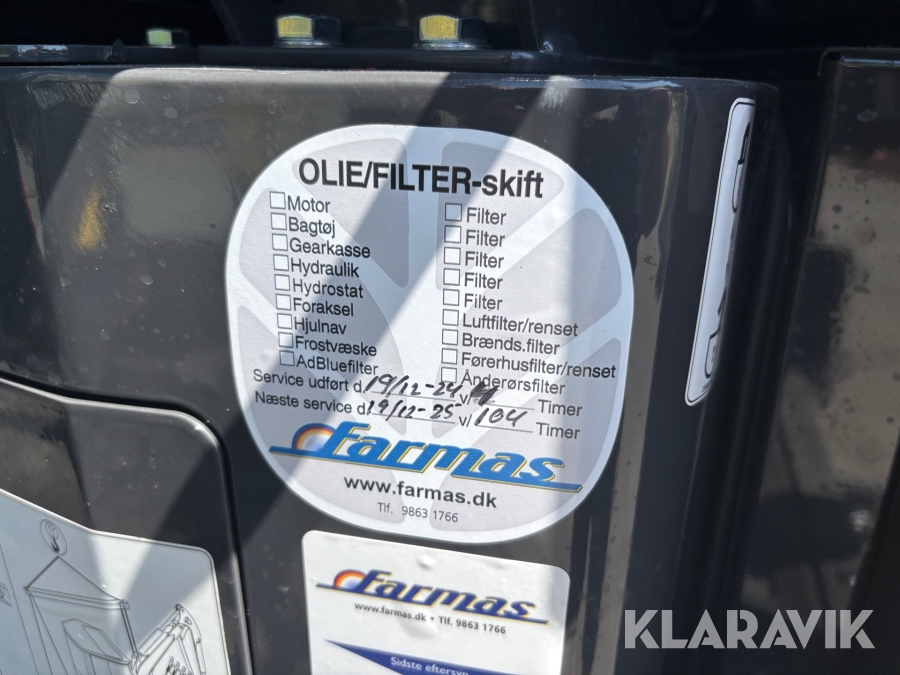 OLIE/FILTER-skift
Motor
Bagtøj
Gearkasse
Hydraulik
Hydrostat
Foraksel
Hjulnav
Frostvæske
AdBluefilter
Filter
Filter
Filter
Filter
Filter
Luftfilter/renset
Brænds.filter
Førerhusfilter/renset
Ånderørsfilter
Service udført d 19/12-24 v/ Timer
Næste service d 19/12-25 v/ 104 Timer
Farmas
www.farmas.dk
Tlf. 9863 1766
Farmas
www.farmas.dk • Tlf. 9863 1766
Sidste eftersyn
KLARAVIK